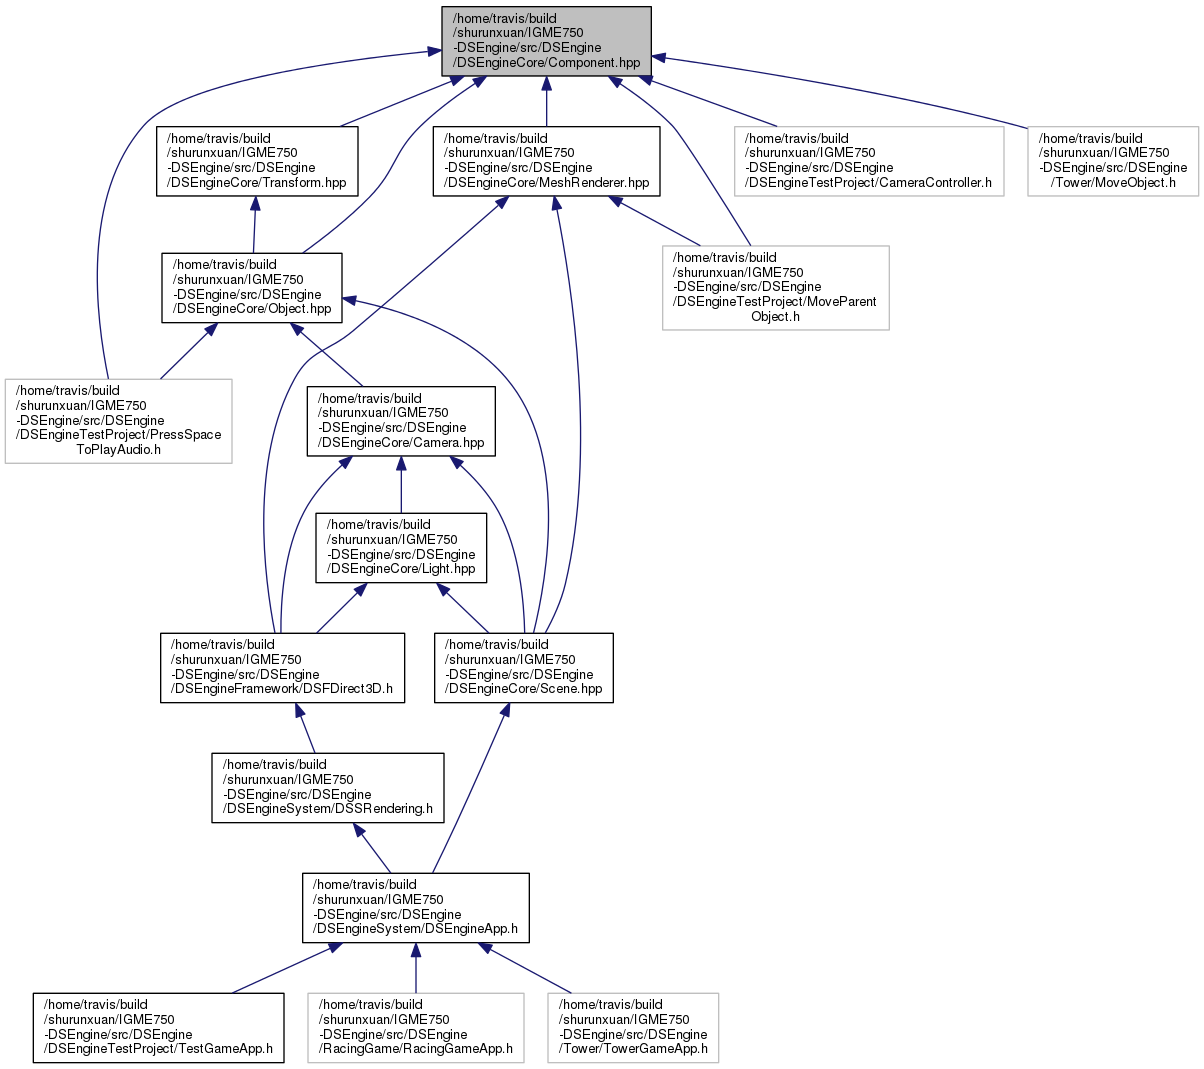 /home/travis/build
/shurunxuan/IGME750
-DSEngine/src/DSEngine
/DSEngineCore/Component.hpp
/home/travis/build
/shurunxuan/IGME750
-DSEngine/src/DSEngine
/DSEngineCore/Transform.hpp
/home/travis/build
/shurunxuan/IGME750
-DSEngine/src/DSEngine
/DSEngineCore/MeshRenderer.hpp
/home/travis/build
/shurunxuan/IGME750
-DSEngine/src/DSEngine
/DSEngineTestProject/CameraController.h
/home/travis/build
/shurunxuan/IGME750
-DSEngine/src/DSEngine
/Tower/MoveObject.h
/home/travis/build
/shurunxuan/IGME750
-DSEngine/src/DSEngine
/DSEngineCore/Object.hpp
/home/travis/build
/shurunxuan/IGME750
-DSEngine/src/DSEngine
/DSEngineTestProject/MoveParent
Object.h
/home/travis/build
/shurunxuan/IGME750
-DSEngine/src/DSEngine
/DSEngineTestProject/PressSpace
ToPlayAudio.h
/home/travis/build
/shurunxuan/IGME750
-DSEngine/src/DSEngine
/DSEngineCore/Camera.hpp
/home/travis/build
/shurunxuan/IGME750
-DSEngine/src/DSEngine
/DSEngineCore/Light.hpp
/home/travis/build
/shurunxuan/IGME750
-DSEngine/src/DSEngine
/DSEngineFramework/DSFDirect3D.h
/home/travis/build
/shurunxuan/IGME750
-DSEngine/src/DSEngine
/DSEngineCore/Scene.hpp
/home/travis/build
/shurunxuan/IGME750
-DSEngine/src/DSEngine
/DSEngineSystem/DSSRendering.h
/home/travis/build
/shurunxuan/IGME750
-DSEngine/src/DSEngine
/DSEngineSystem/DSEngineApp.h
/home/travis/build
/shurunxuan/IGME750
-DSEngine/src/DSEngine
/DSEngineTestProject/TestGameApp.h
/home/travis/build
/shurunxuan/IGME750
-DSEngine/src/DSEngine
/RacingGame/RacingGameApp.h
/home/travis/build
/shurunxuan/IGME750
-DSEngine/src/DSEngine
/Tower/TowerGameApp.h